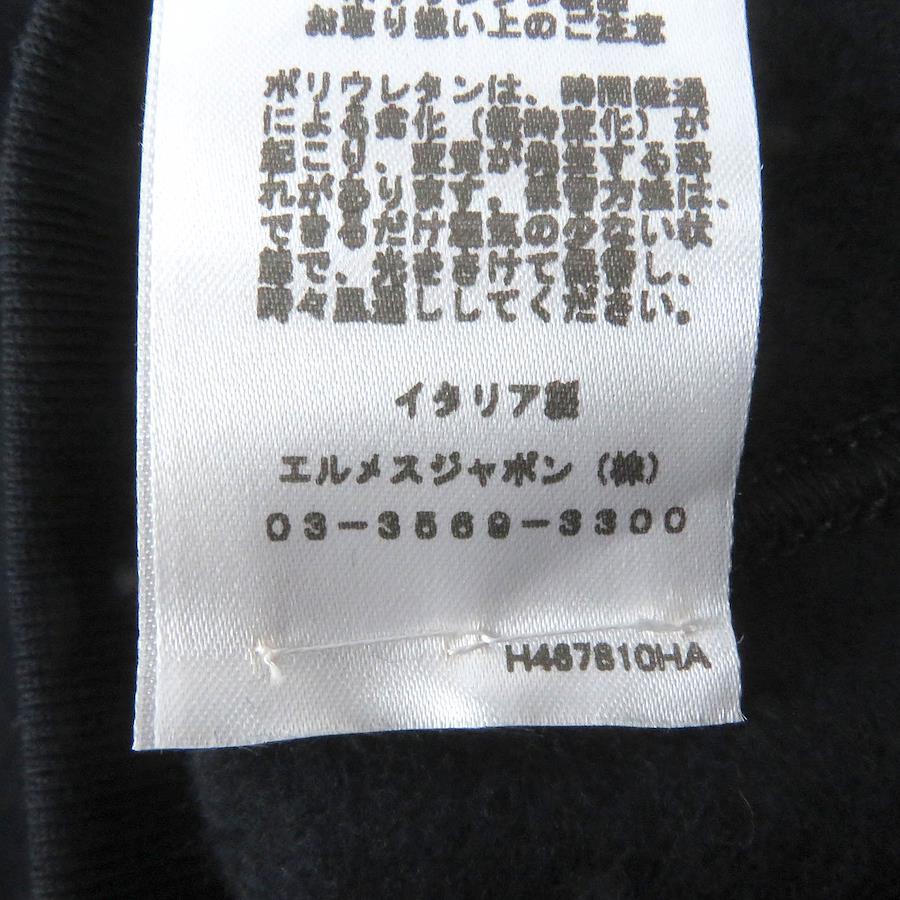 お取り扱い上のご注意
ポリウレタンは、時間経過
による劣化（経時変化）が
起こり、変質が発生する恐
れがあります。保管方法は、
できるだけ湿気の少ない状
態で、光をさけて保管し、
時々風通ししてください。
イタリア製
エルメスジャポン（株）
03-3569-3300
H467810HA